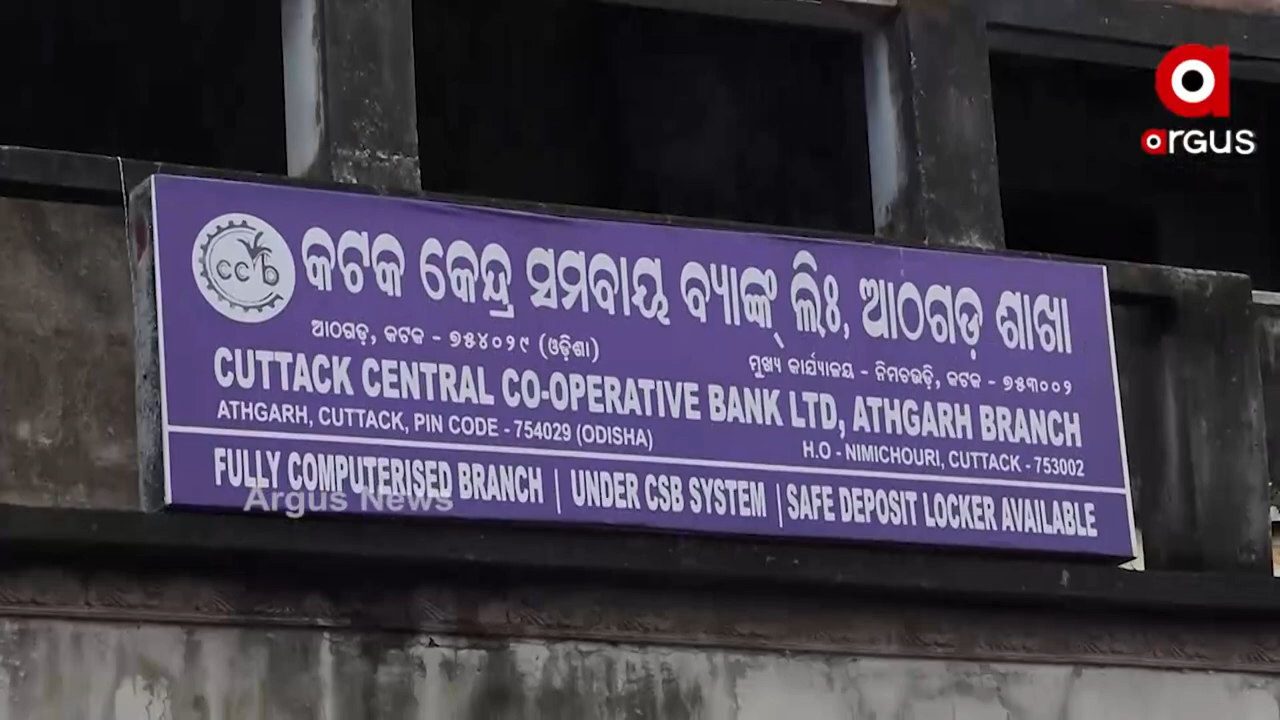 argus
ccb
କଟକ କେନ୍ଦ୍ର ସମବାୟ ବ୍ୟାଙ୍କ୍ ଲିଃ, ଆଠଗଡ଼ ଶାଖା
ଆଠଗଡ଼, କଟକ - ୭୫୪୦୨୯ (ଓଡ଼ିଶା)
ମୁଖ୍ୟ କାର୍ଯ୍ୟାଳୟ - ନିମଚଉଡ଼ି, କଟକ - ୭୫୩୦୦୨
CUTTACK CENTRAL CO-OPERATIVE BANK LTD, ATHGARH BRANCH
ATHGARH, CUTTACK, PIN CODE - 754029 (ODISHA)
H.O - NIMICHOURI, CUTTACK - 753002
FULLY COMPUTERISED BRANCH | UNDER CSB SYSTEM | SAFE DEPOSIT LOCKER AVAILABLE
Argus News